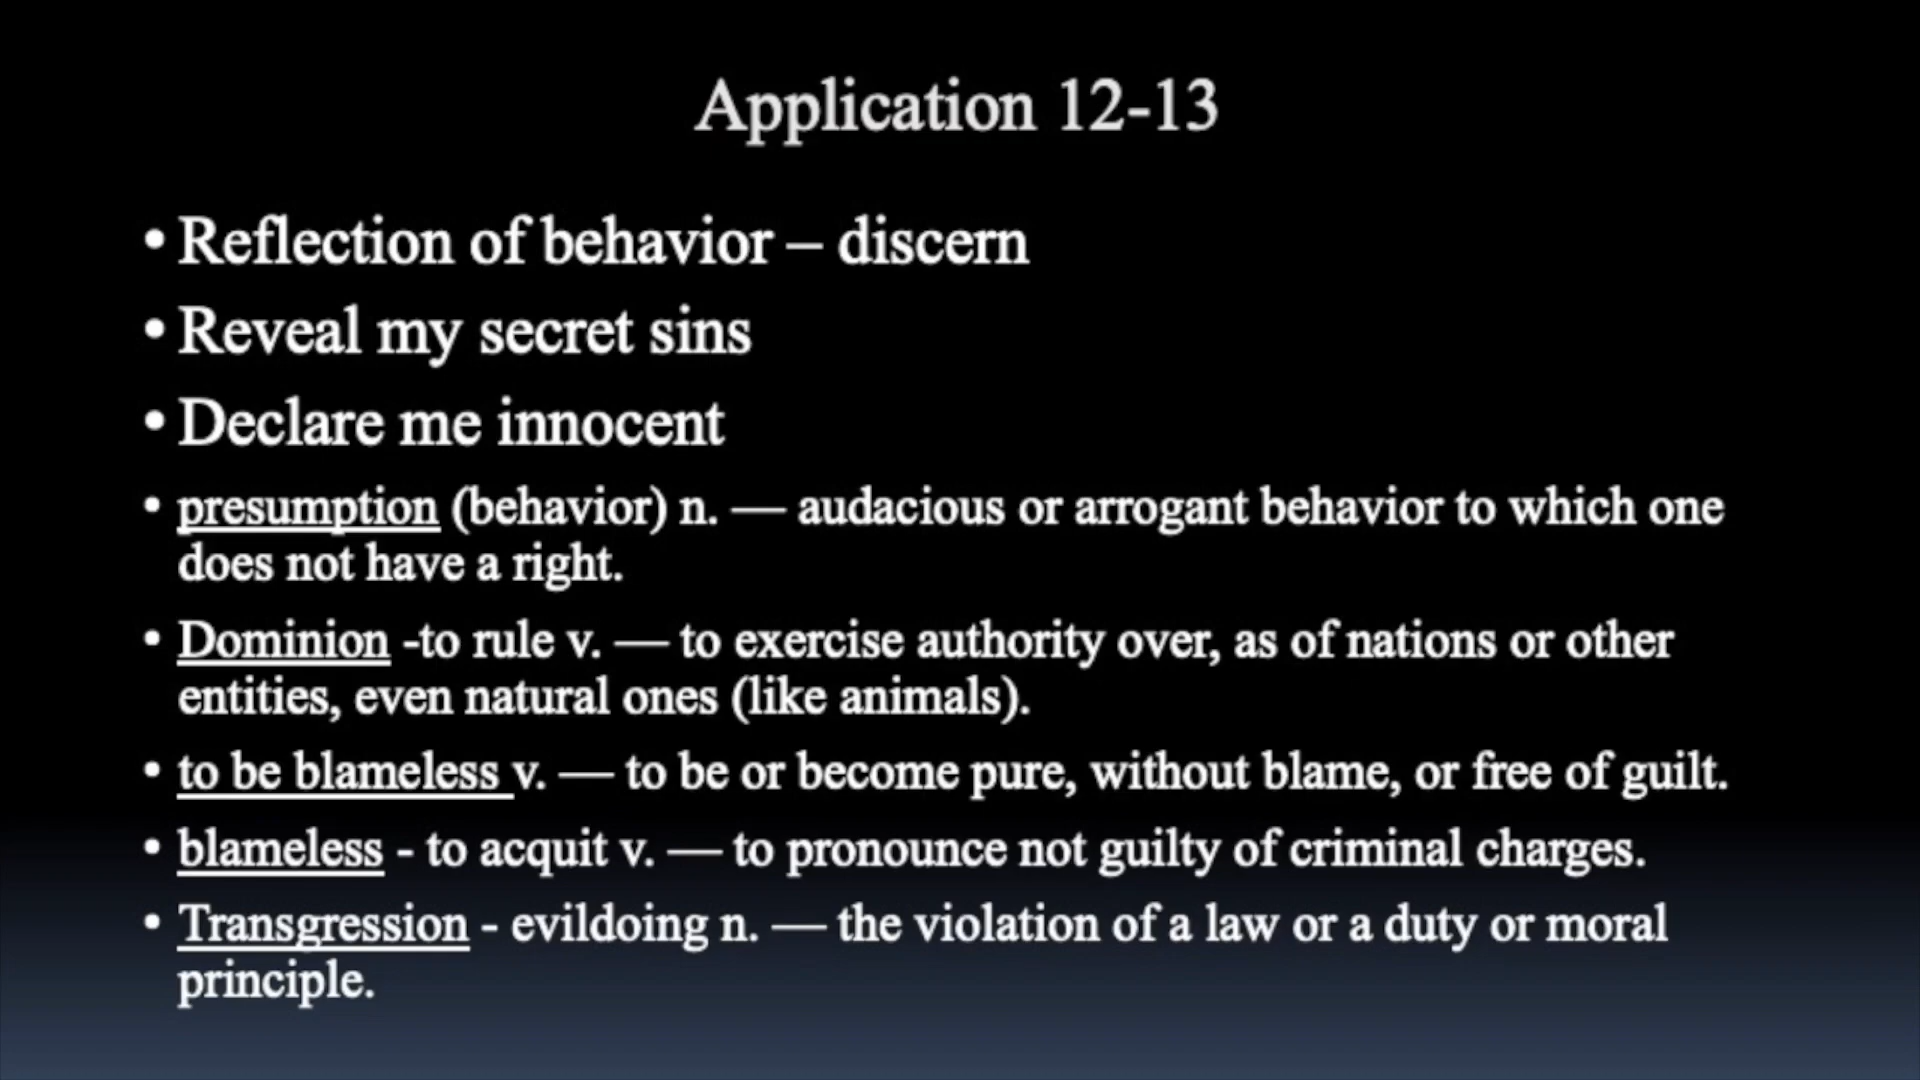 Application 12-13
• Reflection of behavior – discern
• Reveal my secret sins
• Declare me innocent
• presumption (behavior) n. — audacious or arrogant behavior to which one
does not have a right.
• Dominion -to rule v. — to exercise authority over, as of nations or other
entities, even natural ones (like animals).
• to be blameless v. — to be or become pure, without blame, or free of guilt.
• blameless - to acquit v. — to pronounce not guilty of criminal charges.
• Transgression - evildoing n. — the violation of a law or a duty or moral
principle.